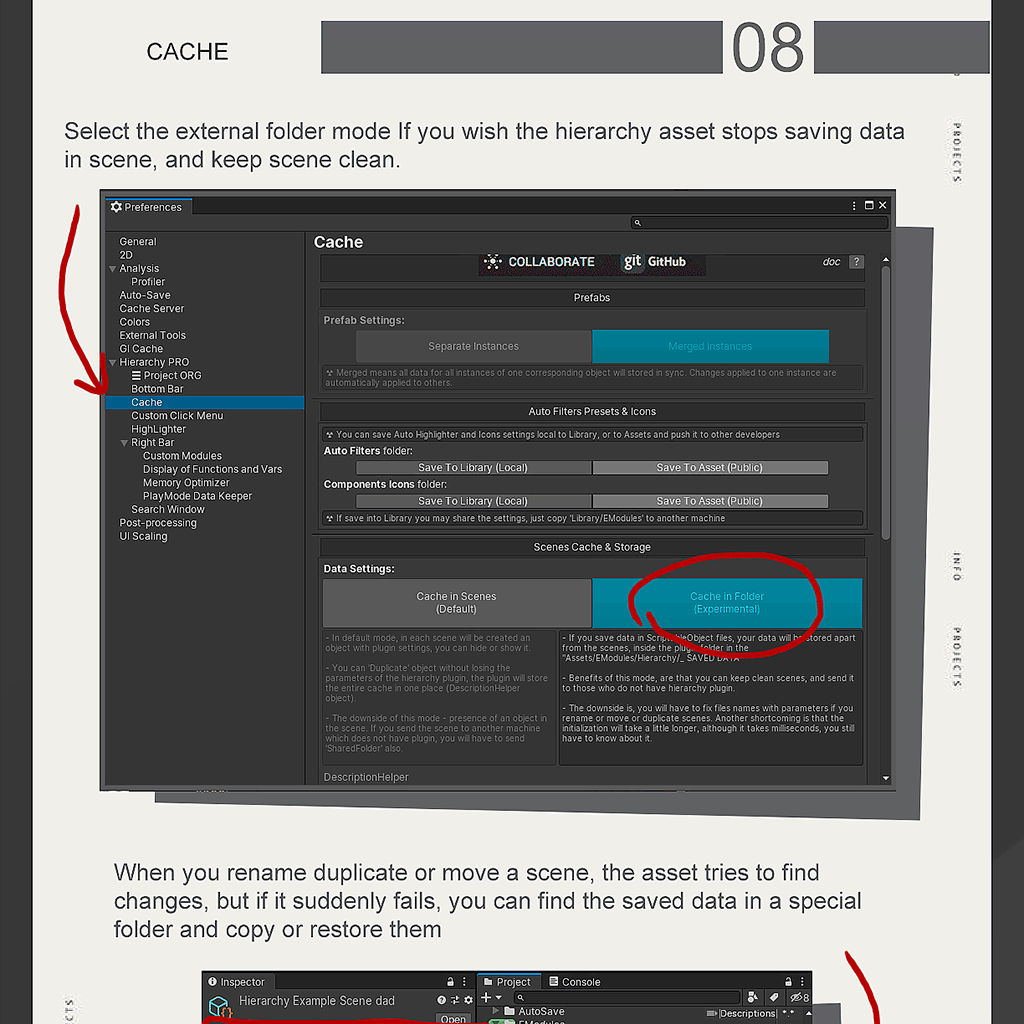 CACHE
08
PROJECTS
Select the external folder mode If you wish the hierarchy asset stops saving data
in scene, and keep scene clean.
Preferences
General
2D
Analysis
Profiler
Auto-Save
Cache Server
Colors
External Tools
GI Cache
Hierarchy PRO
Project ORG
Bottom Bar
Cache
Custom Click Menu
HighLighter
Right Bar
Custom Modules
Display of Functions and Vars
Memory Optimizer
PlayMode Data Keeper
Search Window
Post-processing
UI Scaling
Cache
COLLABORATE git GitHub
doc ?
Prefabs
Prefab Settings:
Separate Instances Merged Instances
Merged means all data for all instances of one corresponding object will stored in sync. Changes applied to one instance are
automatically applied to others.
Auto Filters Presets & Icons
You can save Auto Highlighter and Icons settings local to Library, or to Assets and push it to other developers
Auto Filters folder:
Save To Library (Local) Save To Asset (Public)
Components Icons folder:
Save To Library (Local) Save To Asset (Public)
If save into Library you may share the settings, just copy 'Library/EModules' to another machine
Scenes Cache & Storage
Data Settings:
Cache in Scenes
(Default)
Cache in Folder
(Experimental)
- In default mode, in each scene will be created an
object with plugin settings, you can hide or show it.
- You can 'Duplicate' object without losing the
parameters of the hierarchy plugin, the plugin will store
the entire cache in one place (DescriptionHelper
object).
- The downside of this mode - presence of an object in
the scene. If you send the scene to another machine
which does not have plugin, you will have to send
'SharedFolder' also.
- If you save data in ScriptableObject files, your data will be stored apart
from the scenes, inside the plugin folder in the
"Assets/EModules/Hierarchy/_ SAVED DATA
- Benefits of this mode, are that you can keep clean scenes, and send it
to those who do not have hierarchy plugin.
- The downside is, you will have to fix files names with parameters if you
rename or move or duplicate scenes. Another shortcoming is that the
initialization will take a little longer, although it takes milliseconds, you still
have to know about it.
DescriptionHelper
INFO
PROJECTS
When you rename duplicate or move a scene, the asset tries to find
changes, but if it suddenly fails, you can find the saved data in a special
folder and copy or restore them
Inspector
Hierarchy Example Scene dad
Open
Project Console
8
AutoSave
Descriptions
EModules